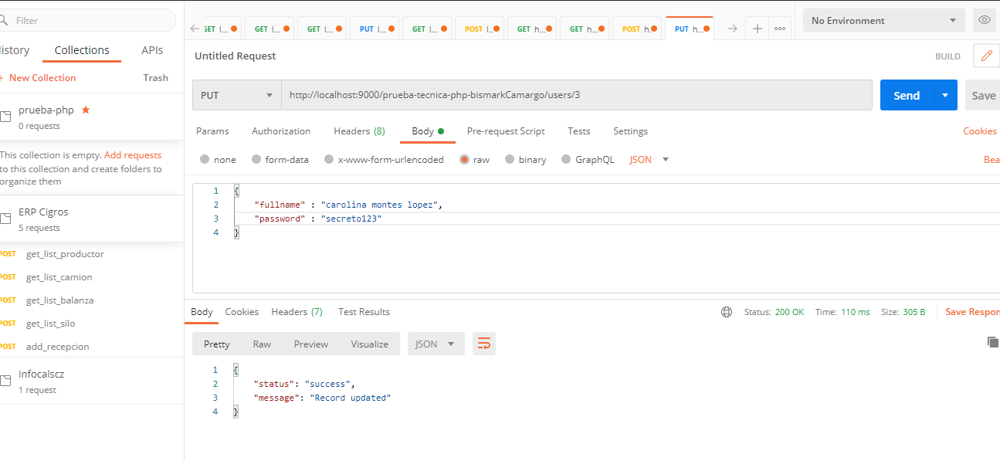 Filter
History
Collections
APIs
+ New Collection
Trash
prueba-php
0 requests
This collection is empty. Add requests
to this collection and create folders to
organize them
ERP Cigros
5 requests
POST get_list_productor
POST get_list_camion
POST get_list_balanza
POST get_list_silo
POST add_recepcion
Infocalscz
1 request
GET l...
GET l...
GET l...
PUT l...
GET l...
POST l...
GET h...
GET h...
POST h...
PUT h...
No Environment
Untitled Request
BUILD
PUT
http://localhost:9000/prueba-tecnica-php-bismarkCamargo/users/3
Send
Save
Params
Authorization
Headers (8)
Body
Pre-request Script
Tests
Settings
Cookies
none
form-data
x-www-form-urlencoded
raw
binary
GraphQL
JSON
Bea
1 {
2 "fullname" : "carolina montes lopez",
3 "password" : "secreto123"
4 }
Body
Cookies
Headers (7)
Test Results
Status: 200 OK
Time: 110 ms
Size: 305 B
Save Respon
Pretty
Raw
Preview
Visualize
JSON
1 {
2 "status": "success",
3 "message": "Record updated"
4 }